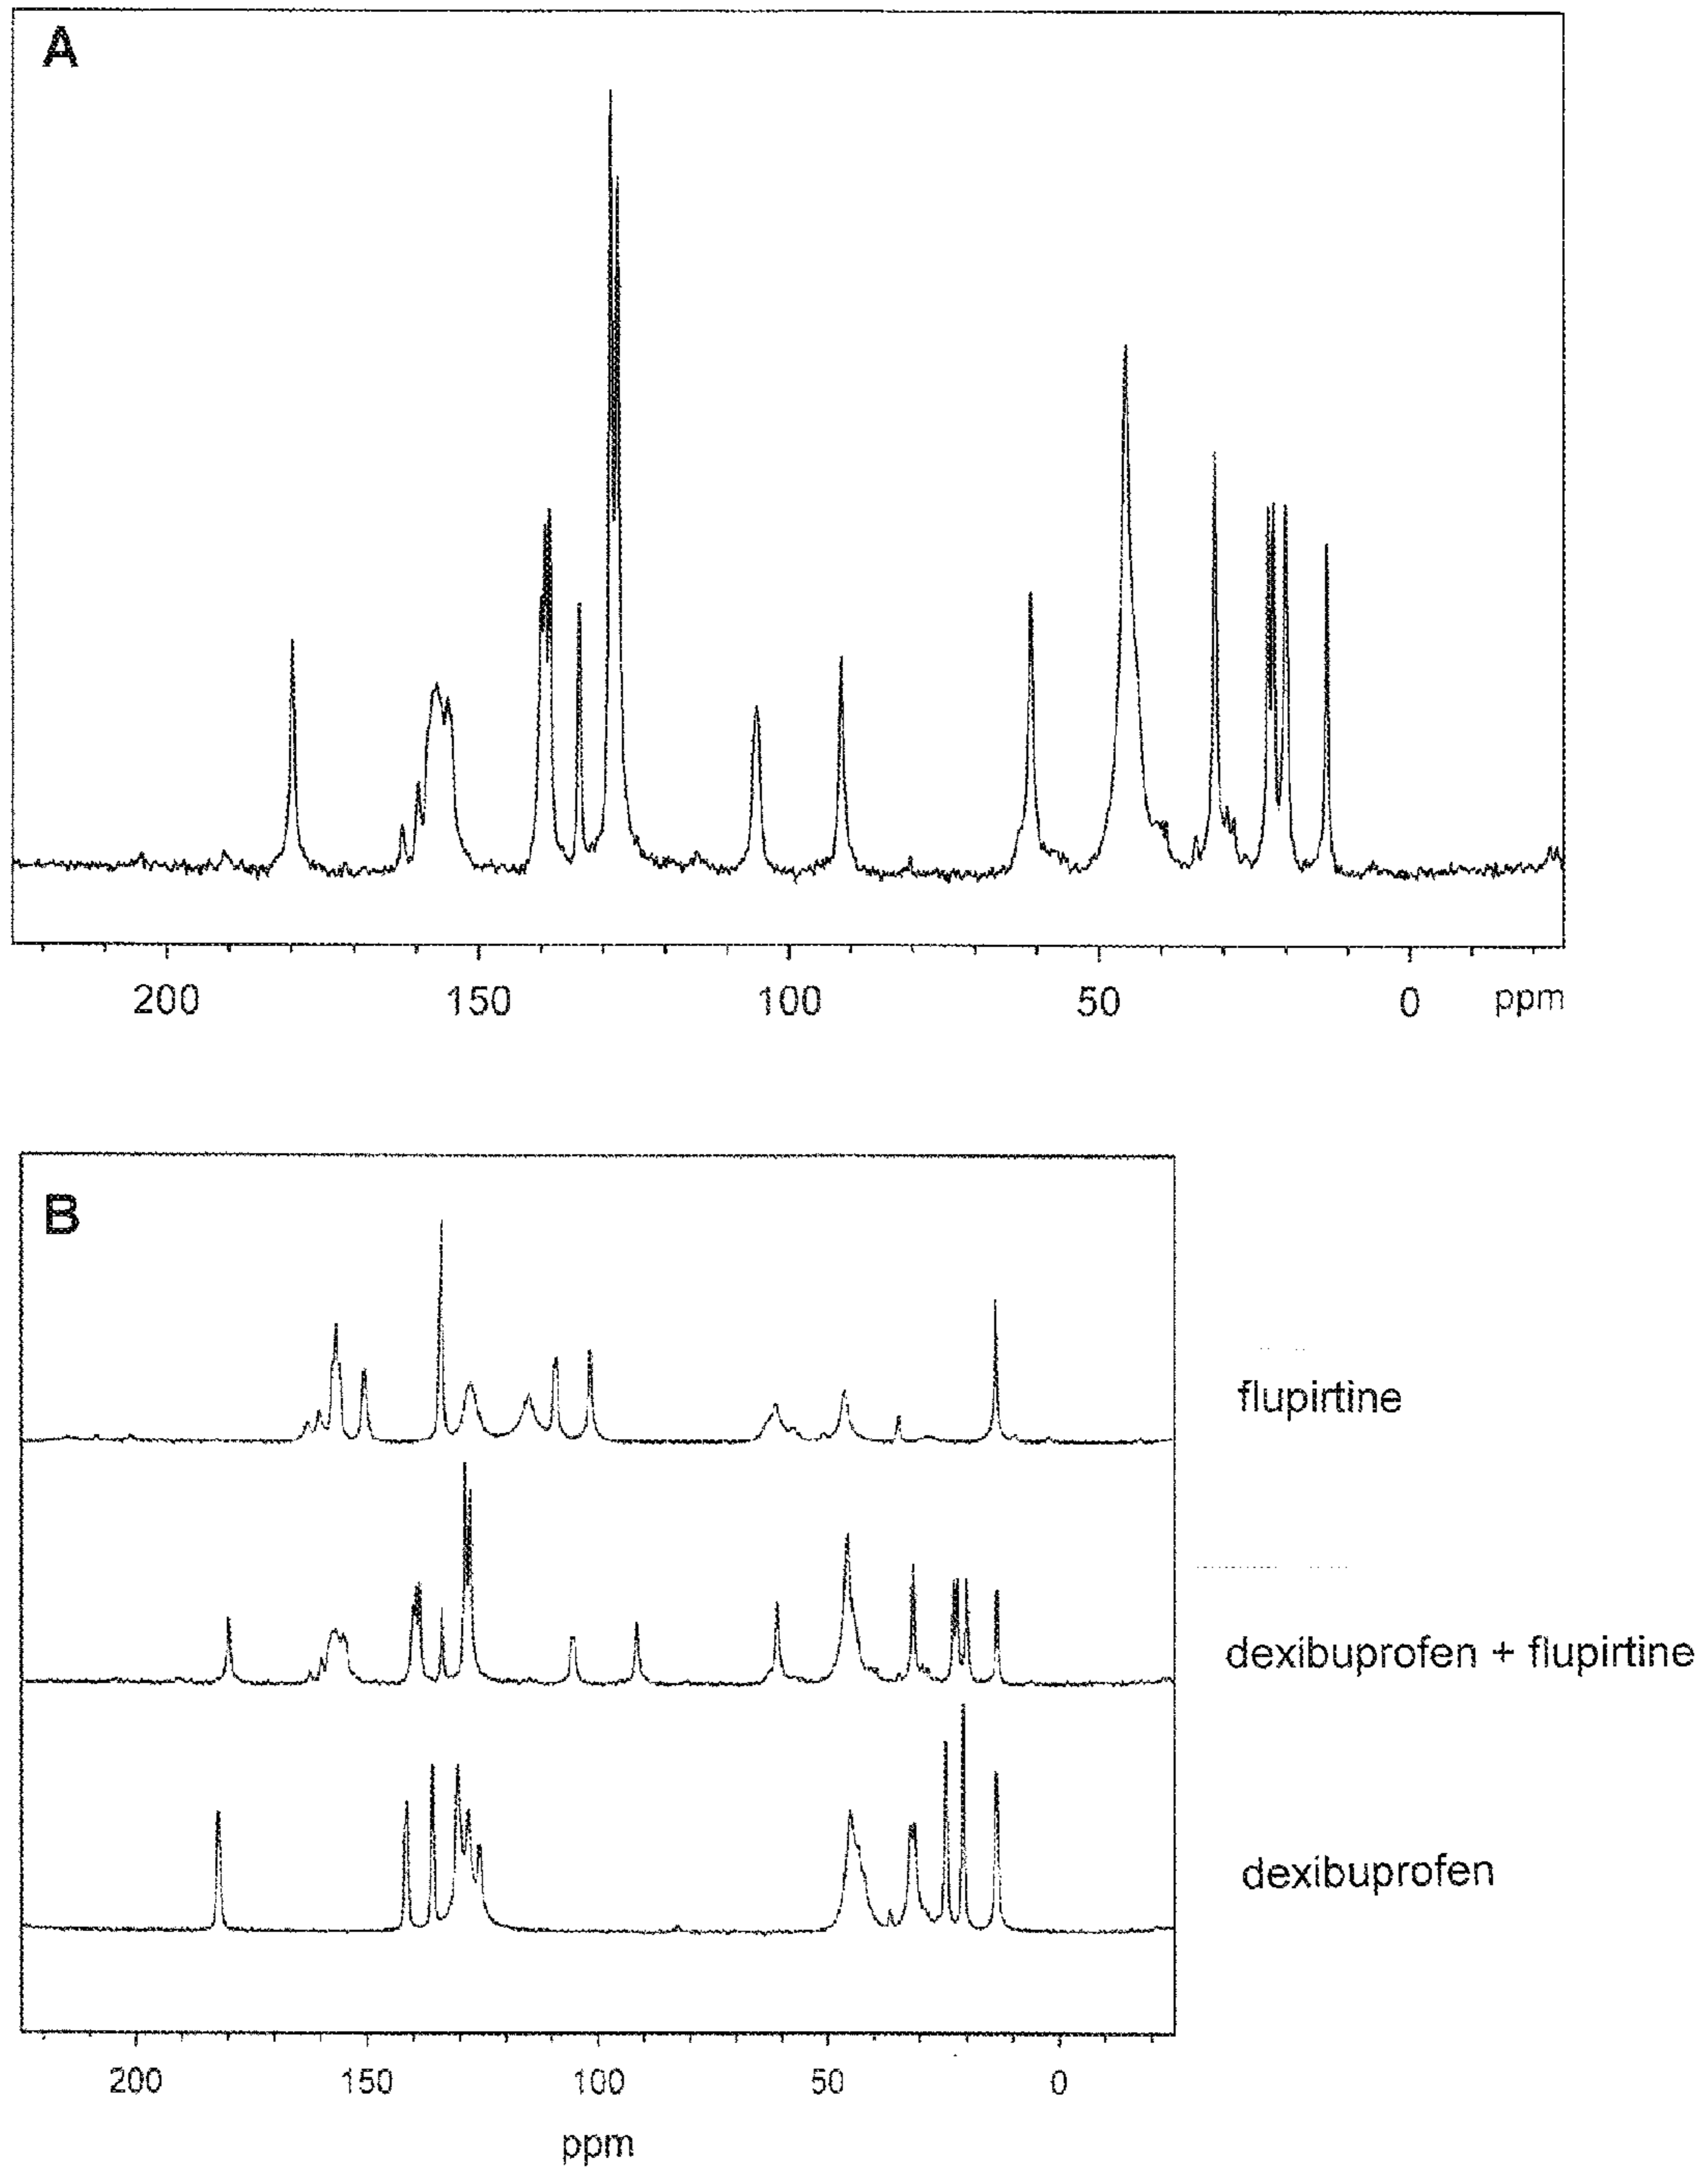 A
200 150 100 50 0 ppm
B
flupirtine
dexibuprofen + flupirtine
dexibuprofen
200 150 100 50 0
ppm